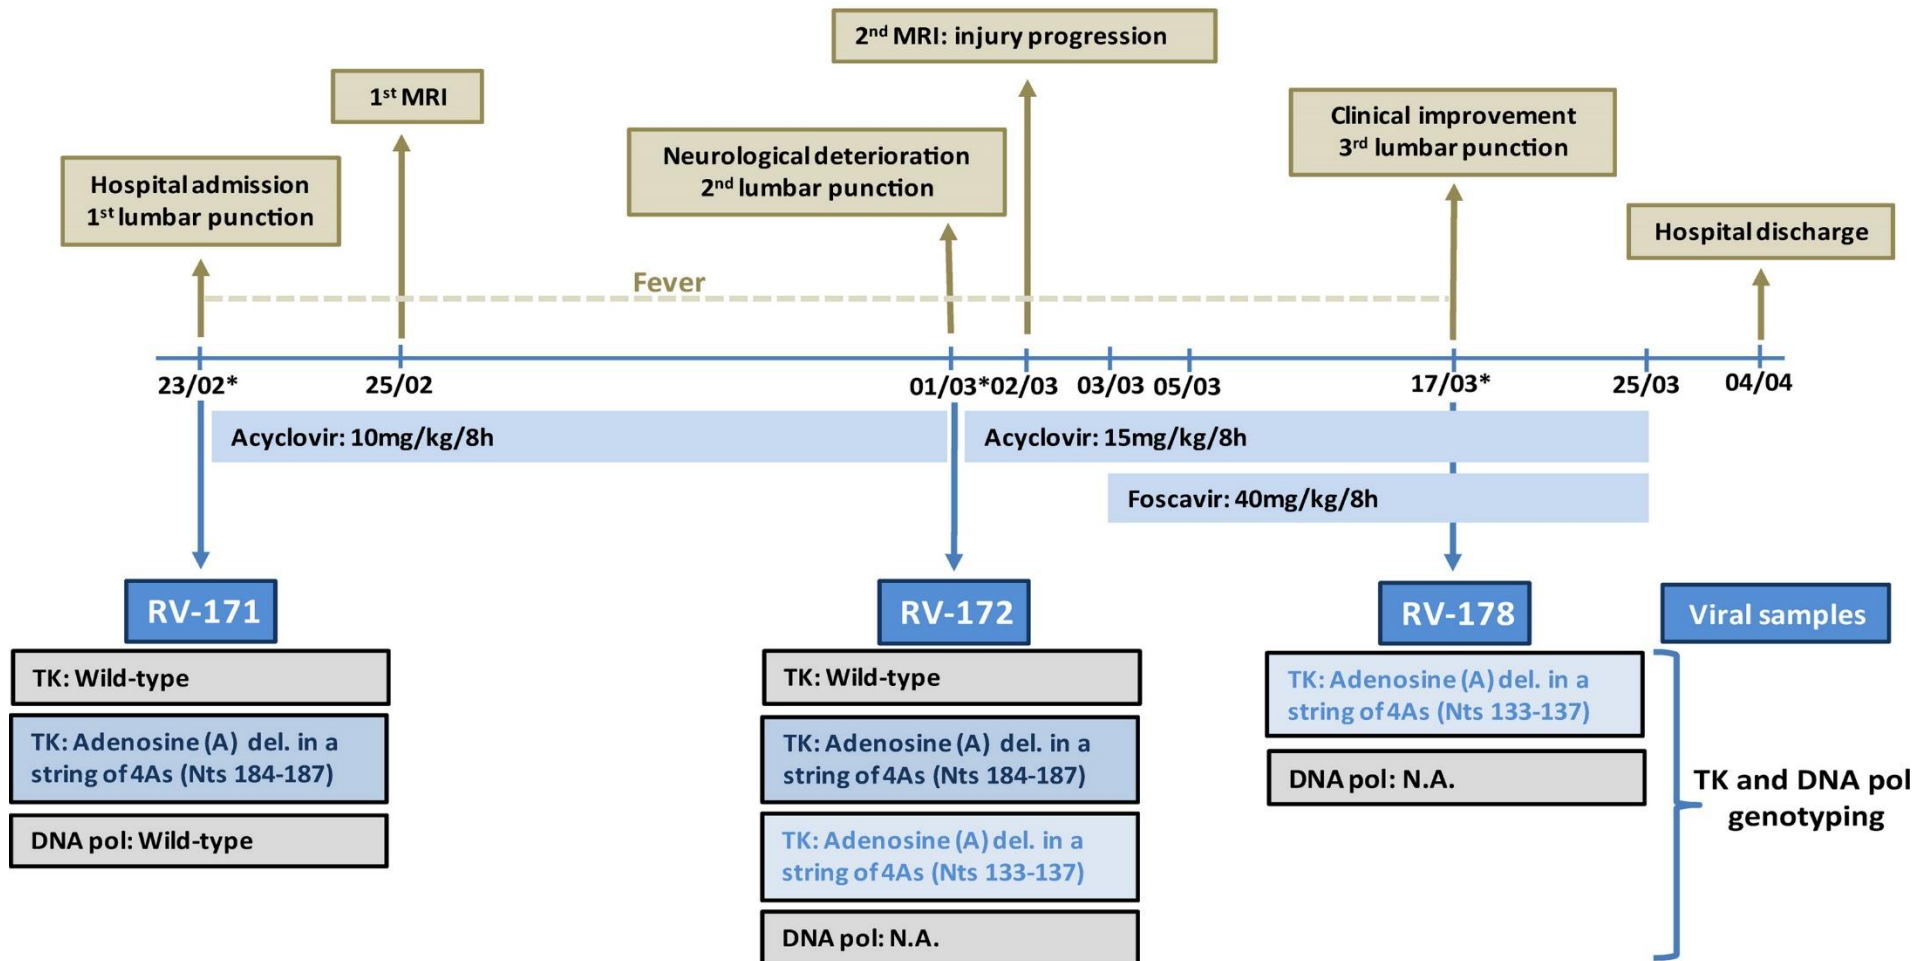 2nd MRI: injury progression
1st MRI
Clinical improvement
3rd lumbar punction
Neurological deterioration
2nd lumbar punction
Hospital admission
1st lumbar punction
Hospital discharge
Fever
23/02*
25/02
01/03*
02/03
03/03
05/03
17/03*
25/03
04/04
Acyclovir: 10mg/kg/8h
Acyclovir: 15mg/kg/8h
Foscavir: 40mg/kg/8h
RV-171
RV-172
RV-178
Viral samples
TK: Wild-type
TK: Adenosine (A) del. in a
string of 4As (Nts 184-187)
DNA pol: Wild-type
TK: Wild-type
TK: Adenosine (A) del. in a
string of 4As (Nts 184-187)
TK: Adenosine (A) del. in a
string of 4As (Nts 133-137)
DNA pol: N.A.
TK: Adenosine (A) del. in a
string of 4As (Nts 133-137)
DNA pol: N.A.
TK and DNA pol
genotyping